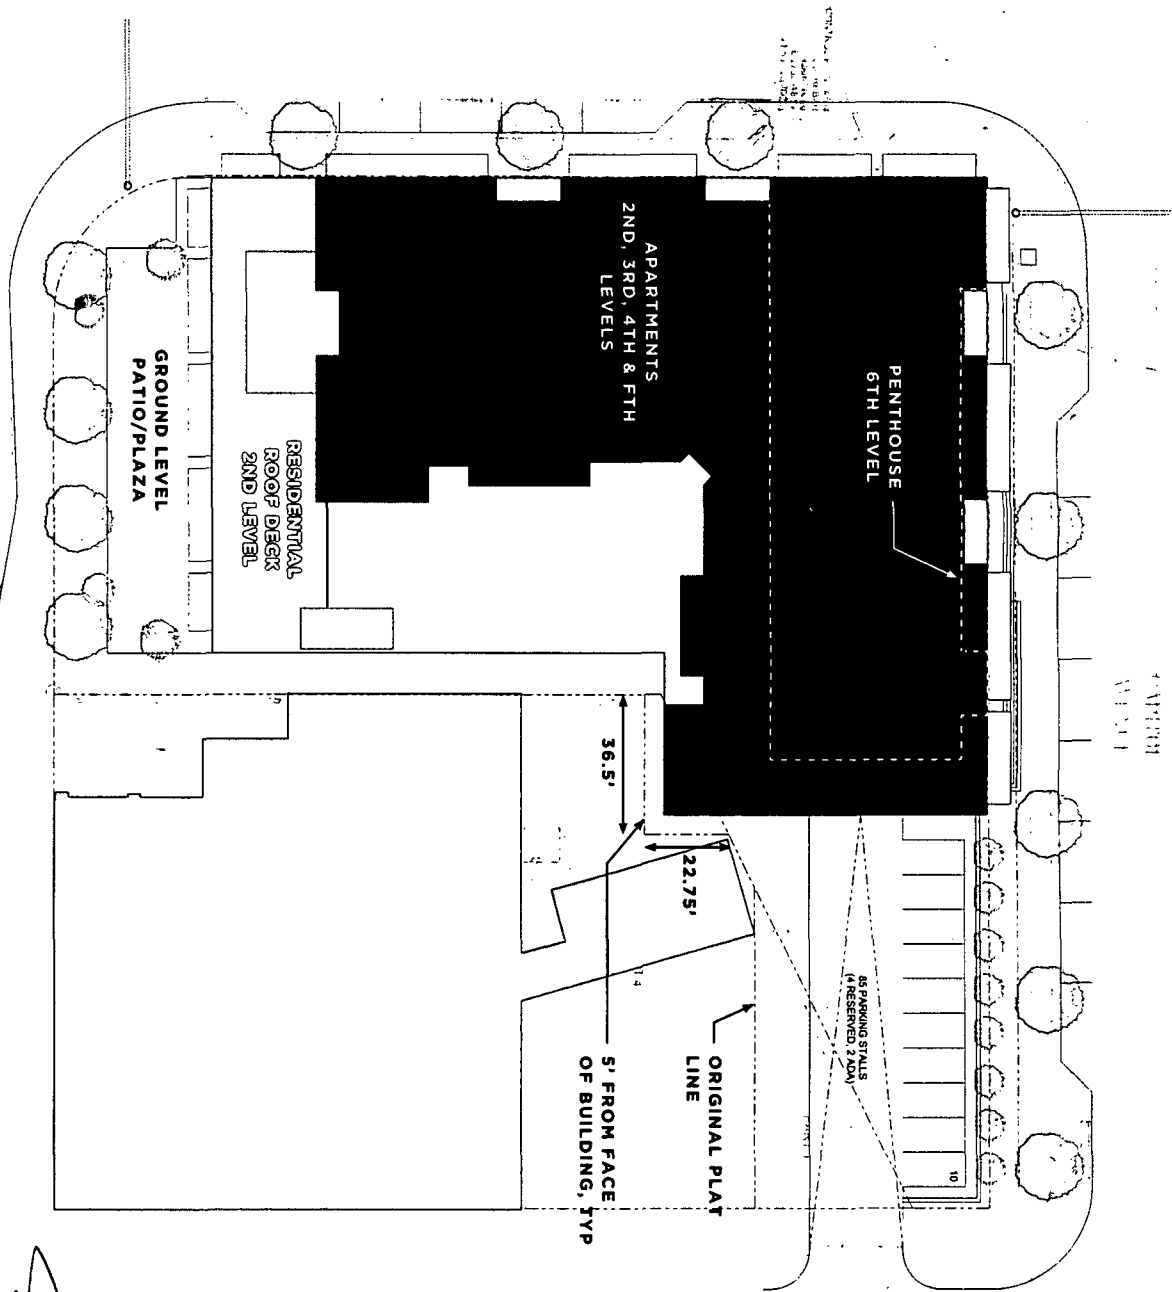 APARTMENTS
2ND, 3RD, 4TH & FTH
LEVELS
PENTHOUSE
6TH LEVEL
GROUND LEVEL
PATIO/PLAZA
RESIDENTIAL
ROOF DECK
2ND LEVEL
36.5'
22.75'
85 PARKING STALLS
(4 RESERVED, 2 ADA)
10
ORIGINAL PLAT
LINE
5' FROM FACE
OF BUILDING, TYP